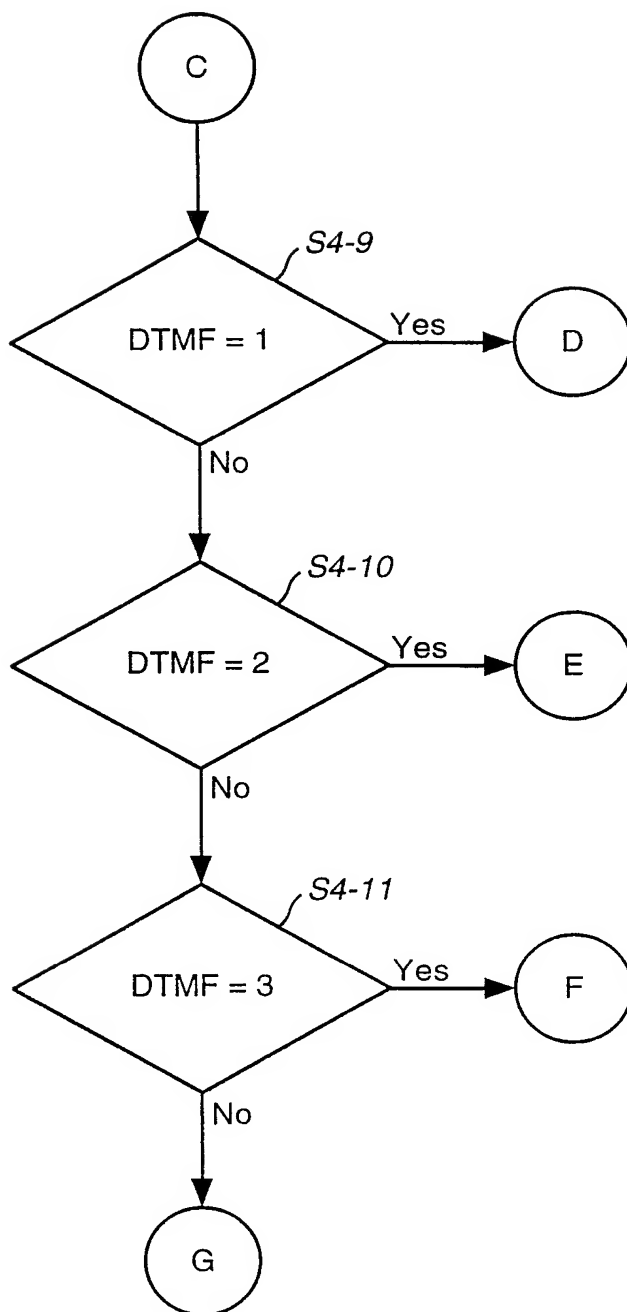 C
S4-9
DTMF = 1
Yes
D
No
S4-10
DTMF = 2
Yes
E
No
S4-11
DTMF = 3
Yes
F
No
G